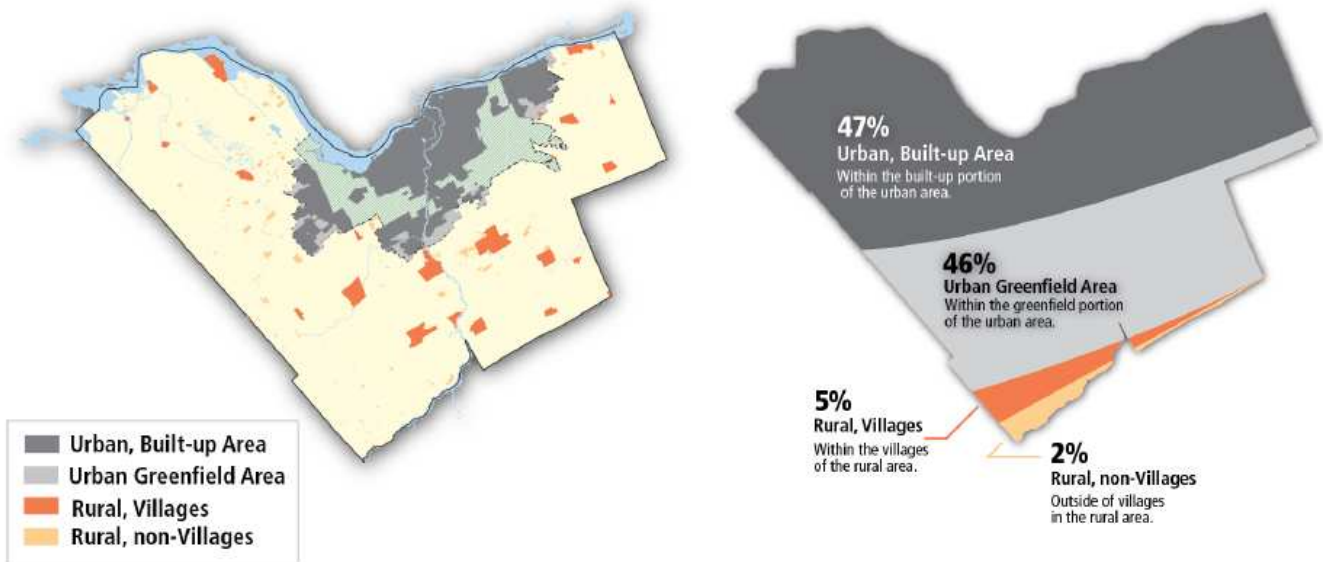 Urban, Built-up Area
Urban Greenfield Area
Rural, Villages
Rural, non-Villages
47%
Urban, Built-up Area
Within the built-up portion
of the urban area.
46%
Urban Greenfield Area
Within the greenfield portion
of the urban area.
5%
Rural, Villages
Within the villages
of the rural area.
2%
Rural, non-Villages
Outside of villages
in the rural area.